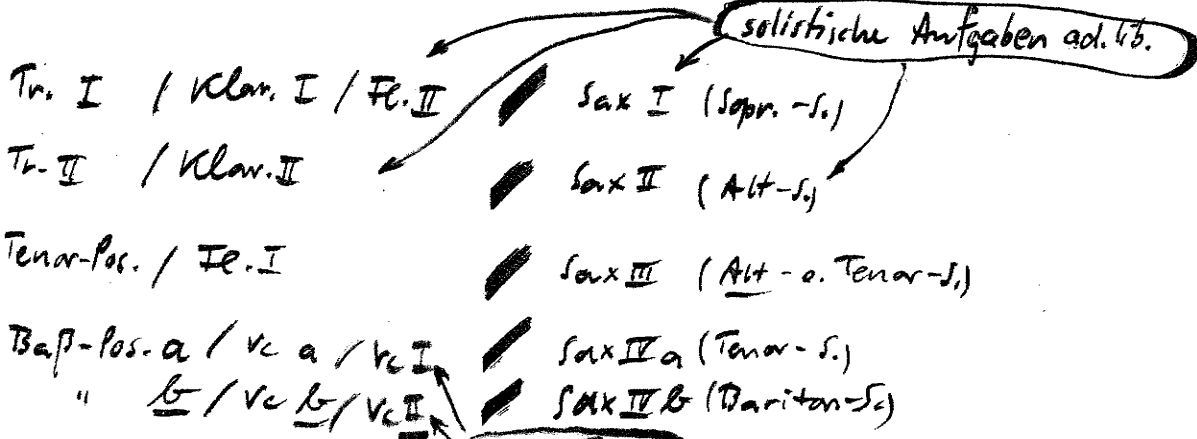 solistische Aufgaben ad. lib.
Tr. I / Klar. I / Fl. II / Sax I (Sopr.-S.)
Tr. II / Klar. II / Sax II (Alt-S.)
Tenor-Pos. / Fl. I / Sax III (Alt- o. Tenor-S.)
Baß-Pos. a / Vc a / Vc I / Sax IV a (Tenor-S.)
" b / Vc b / Vc II / Sax IV b (Bariton-S.)